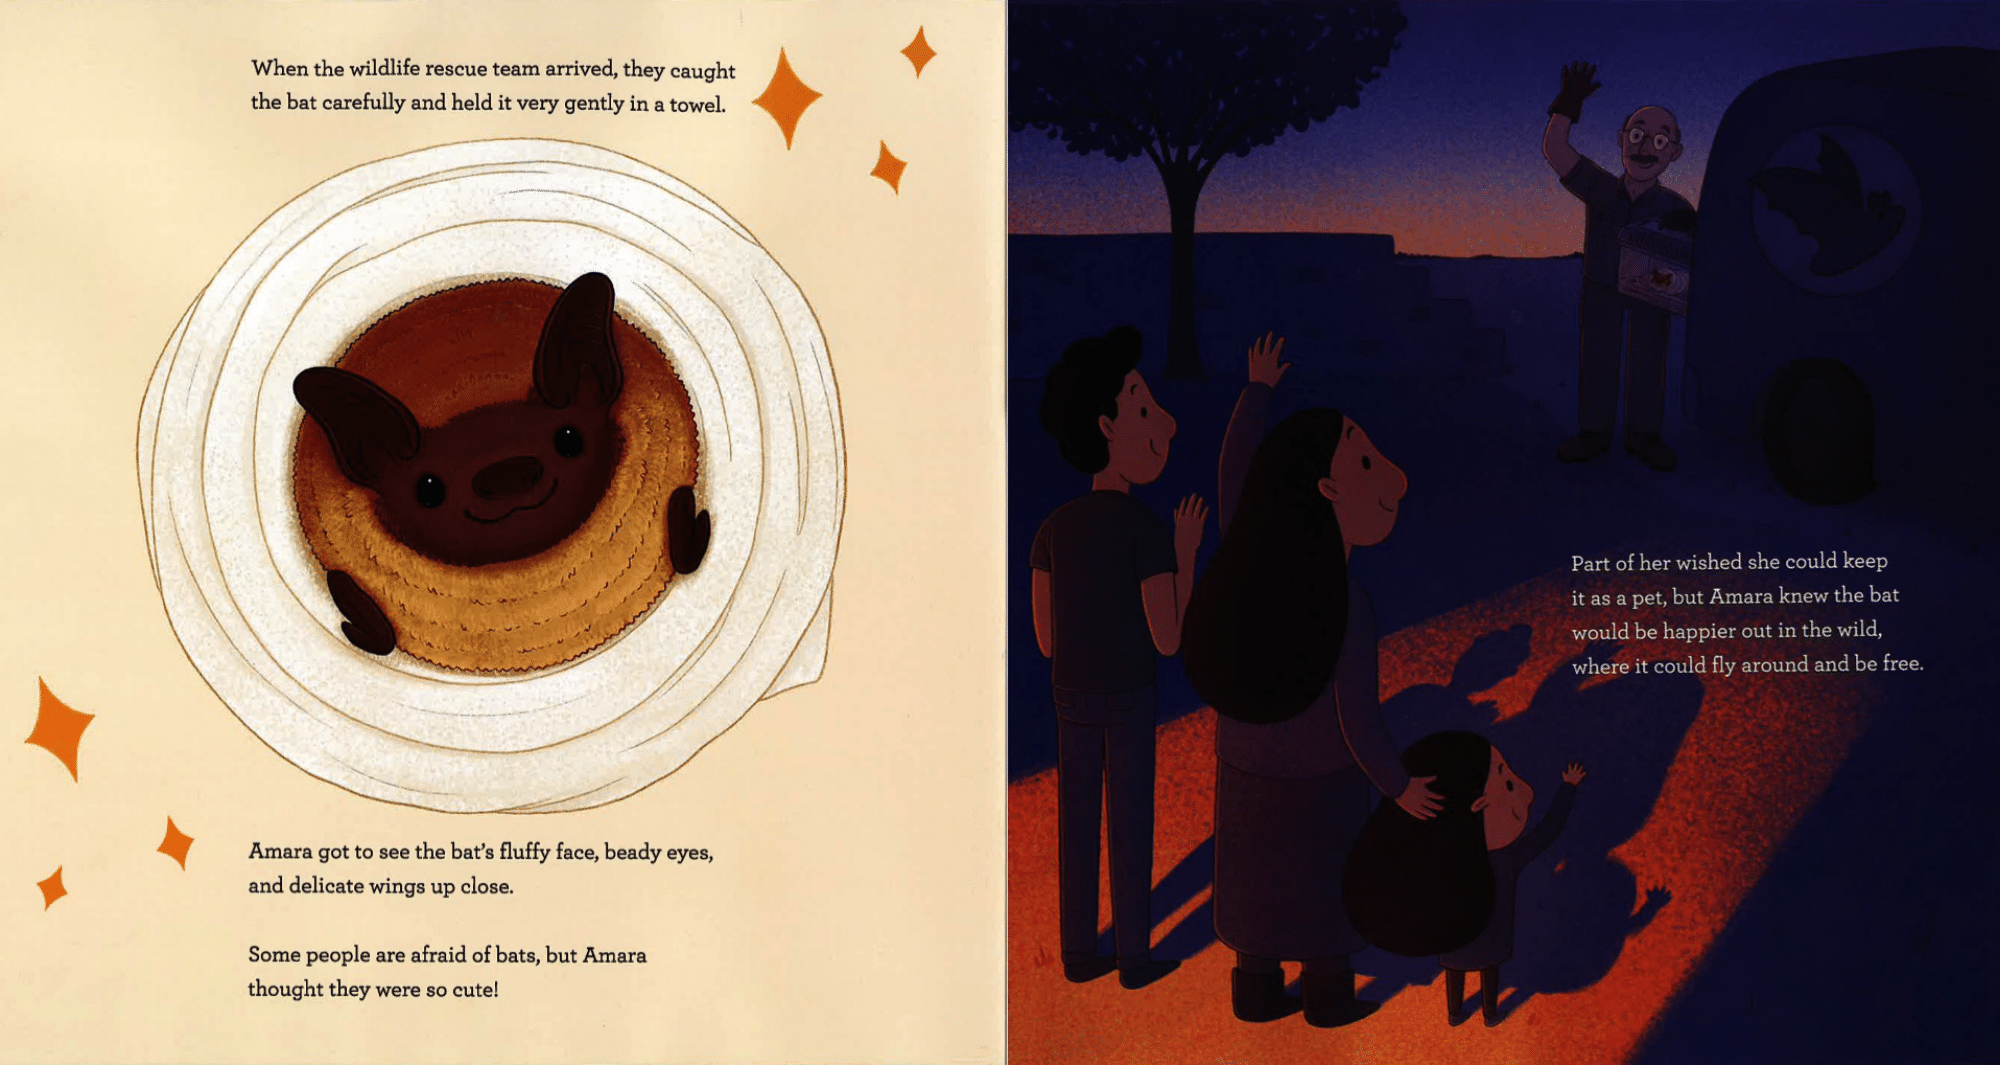 When the wildlife rescue team arrived, they caught
the bat carefully and held it very gently in a towel.
Amara got to see the bat's fluffy face, beady eyes,
and delicate wings up close.
Some people are afraid of bats, but Amara
thought they were so cute!
Part of her wished she could keep
it as a pet, but Amara knew the bat
would be happier out in the wild,
where it could fly around and be free.